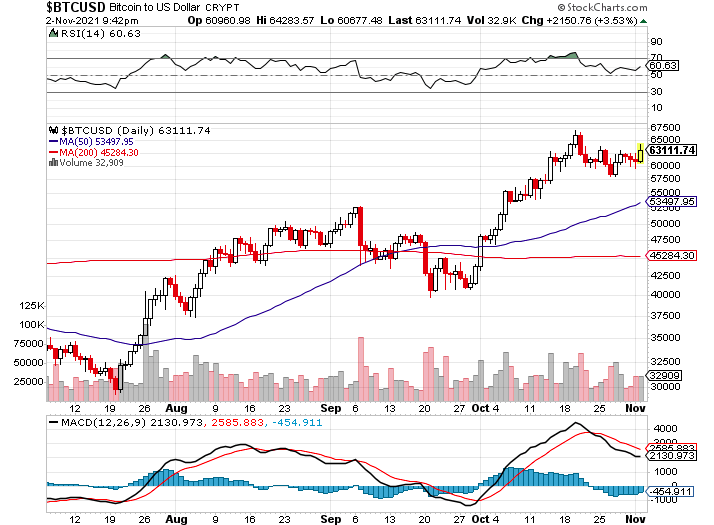 $BTCUSD Bitcoin to US Dollar CRYPT © StockCharts.com
2-Nov-2021 9:42pm Op 60960.98 Hi 64283.57 Lo 60677.48 Last 63111.74 Vol 32.9K Chg +2150.76 (+3.53%)
RSI(14) 60.63
90
70
60.63
50
30
10
$BTCUSD (Daily) 63111.74
MA(50) 53497.95
MA(200) 45284.30
Volume 32,909
67500
65000
63111.74
60000
57500
55000
53497.95
50000
47500
45284.30
42500
40000
37500
35000
32500
32909
30000
125K
100K
75000
50000
25000
12 19 26 Aug 9 16 23 Sep 6 13 20 27 Oct 11 18 25 Nov
MACD(12,26,9) 2130.973, 2585.883, -454.911
4000
3000
2585.883
2130.973
1000
0
-454.911
-1000
12 19 26 Aug 9 16 23 Sep 6 13 20 27 Oct 11 18 25 Nov